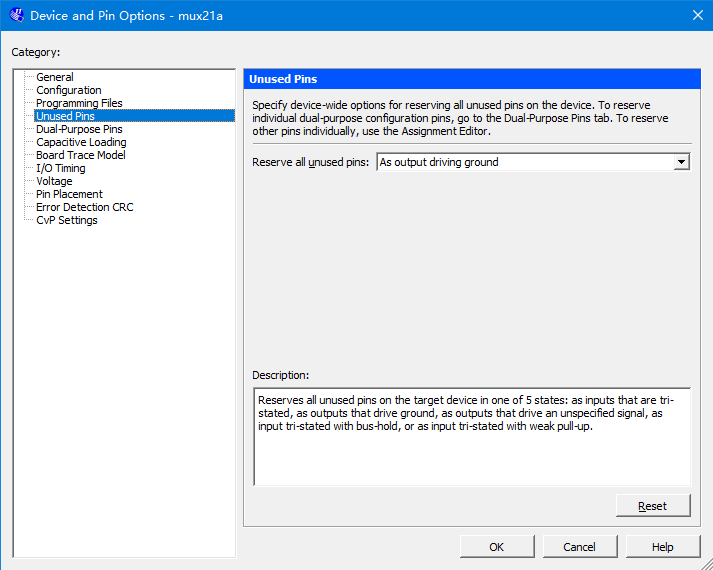 Device and Pin Options - mux21a
Category:
General
Configuration
Programming Files
Unused Pins
Dual-Purpose Pins
Capacitive Loading
Board Trace Model
I/O Timing
Voltage
Pin Placement
Error Detection CRC
CvP Settings
Unused Pins
Specify device-wide options for reserving all unused pins on the device. To reserve
individual dual-purpose configuration pins, go to the Dual-Purpose Pins tab. To reserve
other pins individually, use the Assignment Editor.
Reserve all unused pins: As output driving ground
Description:
Reserves all unused pins on the target device in one of 5 states: as inputs that are tri-
stated, as outputs that drive ground, as outputs that drive an unspecified signal, as
input tri-stated with bus-hold, or as input tri-stated with weak pull-up.
Reset
OK Cancel Help